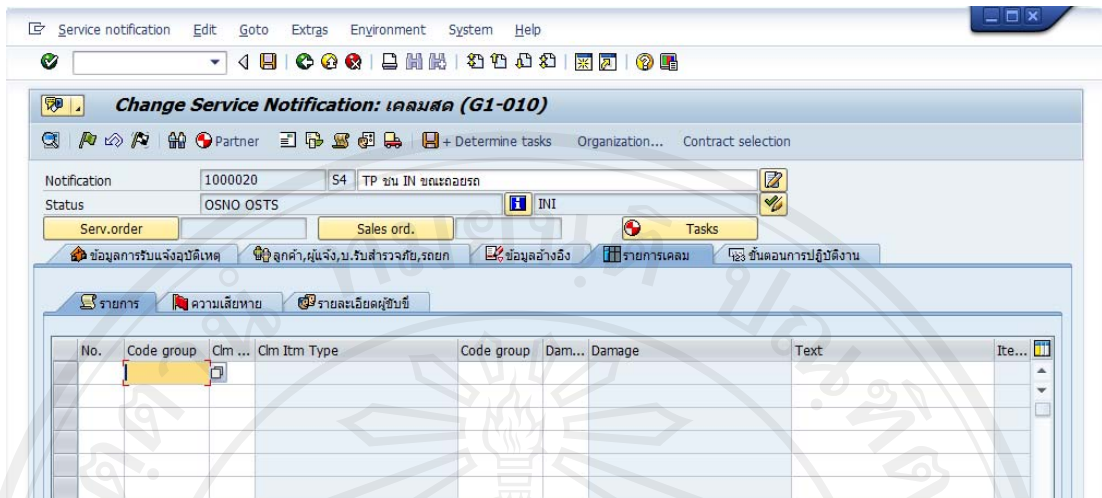 Service notification Edit Goto Extras Environment System Help
Change Service Notification: เคลมสด (G1-010)
Partner + Determine tasks Organization... Contract selection
Notification 1000020 S4 TP ชน IN ขณะถอยรถ
Status OSNO OSTS INI
Serv.order Sales ord. Tasks
ข้อมูลการรับแจ้งอุบัติเหตุ ลูกค้า,ผู้แจ้ง,บ.รับสำรวจภัย,รถยก ข้อมูลอ้างอิง รายการเคลม ขั้นตอนการปฏิบัติงาน
รายการ ความเสียหาย รายละเอียดผู้ขับขี่
No. Code group Clm ... Clm Itm Type Code group Dam... Damage Text Ite...